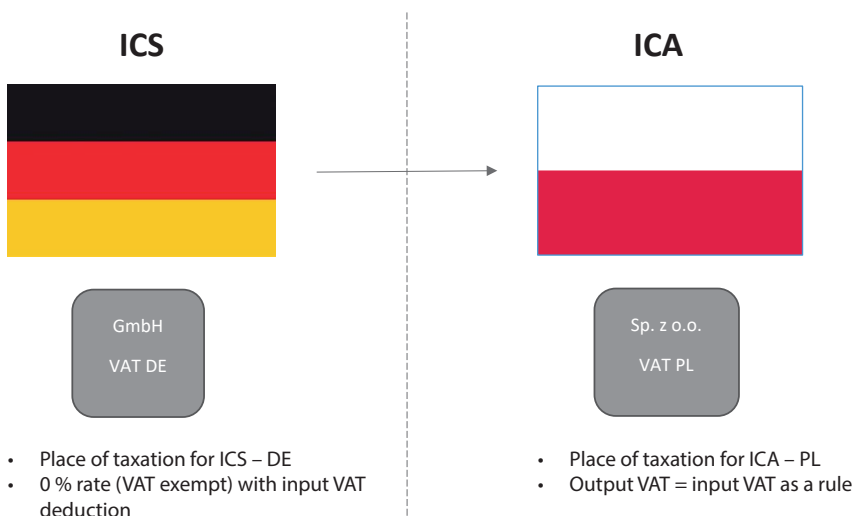 ICS
ICA
GmbH
VAT DE
Sp. z o.o.
VAT PL
• Place of taxation for ICS – DE
• 0 % rate (VAT exempt) with input VAT
deduction
• Place of taxation for ICA – PL
• Output VAT = input VAT as a rule